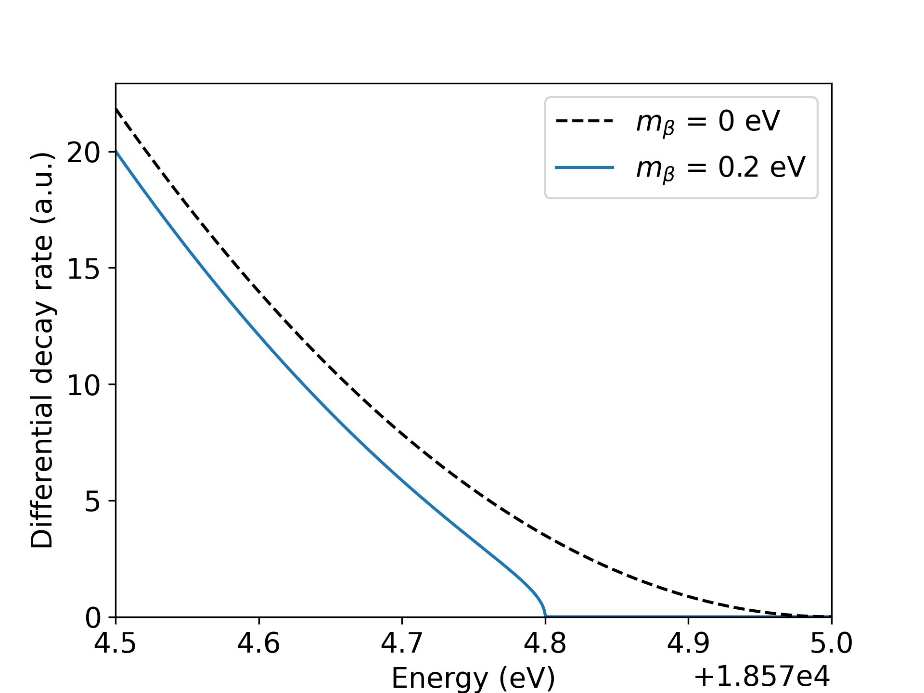 m_β = 0 eV
m_β = 0.2 eV
Differential decay rate (a.u.)
20
15
10
5
0
4.5 4.6 4.7 4.8 4.9 5.0
Energy (eV)
+1.857e4